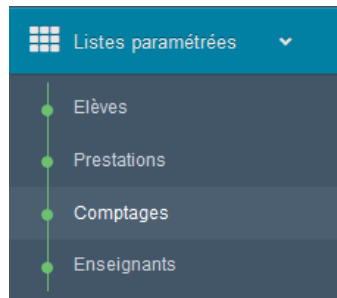 Listes paramétrées
Elèves
Prestations
Comptages
Enseignants